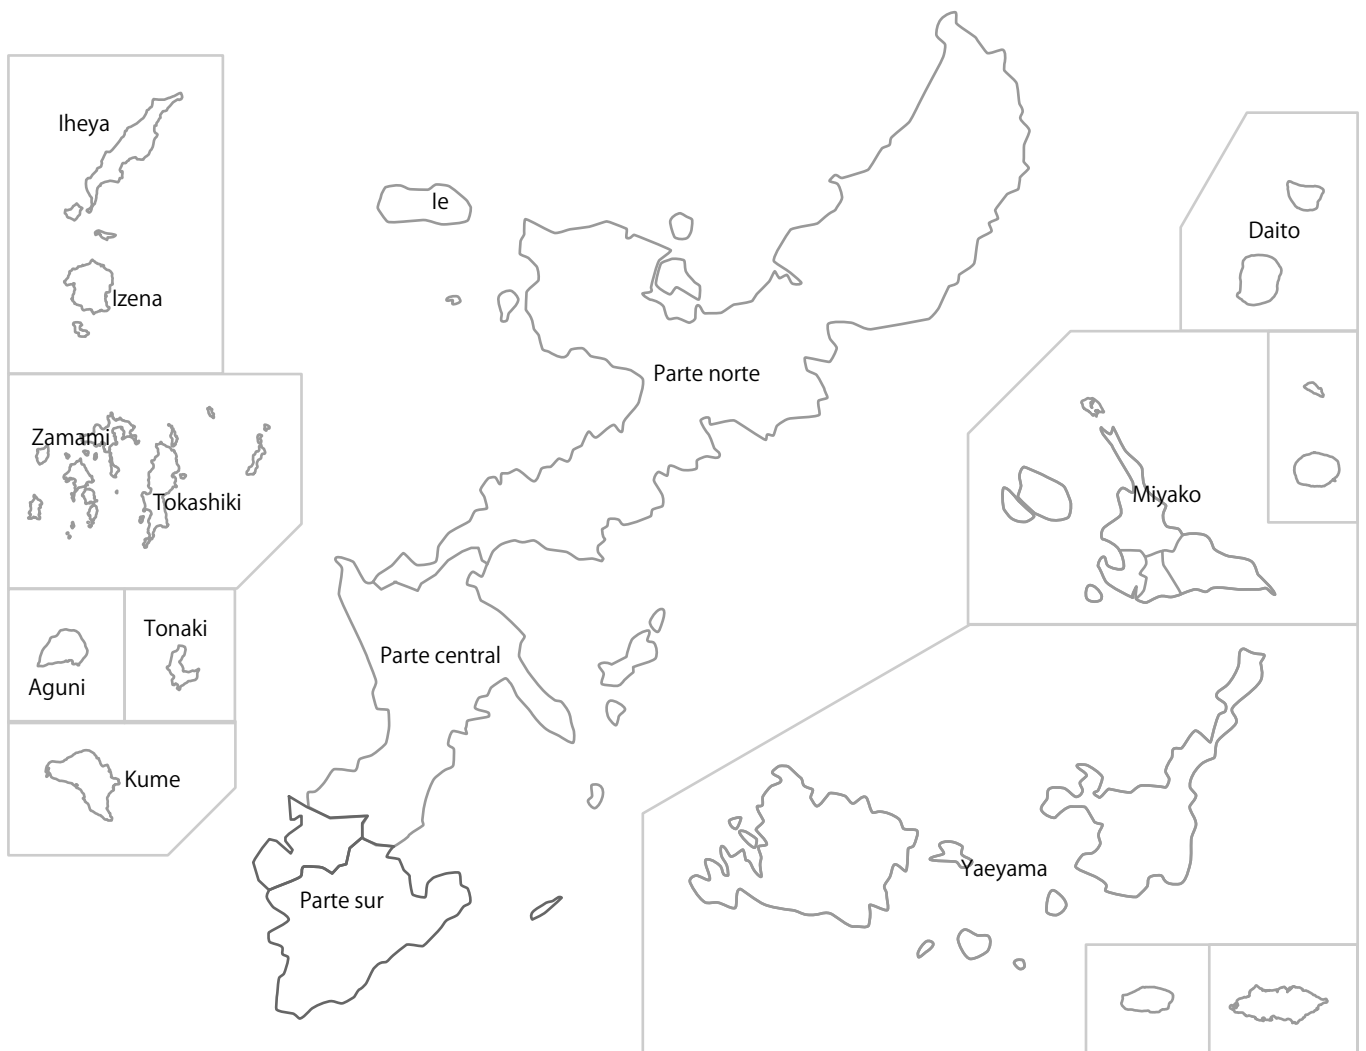 Iheya
Ie
Izena
Daito
Parte norte
Zamami
Tokashiki
Miyako
Tonaki
Aguni
Parte central
Kume
Parte sur
Yaeyama